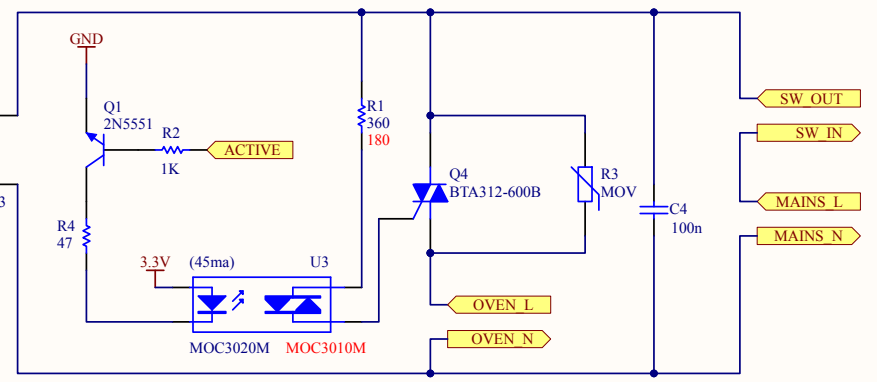 GND
Q1
2N5551
R2
1K
ACTIVE
R1
360
180
SW_OUT
SW_IN
Q4
BTA312-600B
R3
MOV
MAINS_L
C4
100n
MAINS_N
3
R4
47
3.3V
(45ma)
U3
OVEN_L
MOC3020M
MOC3010M
OVEN_N